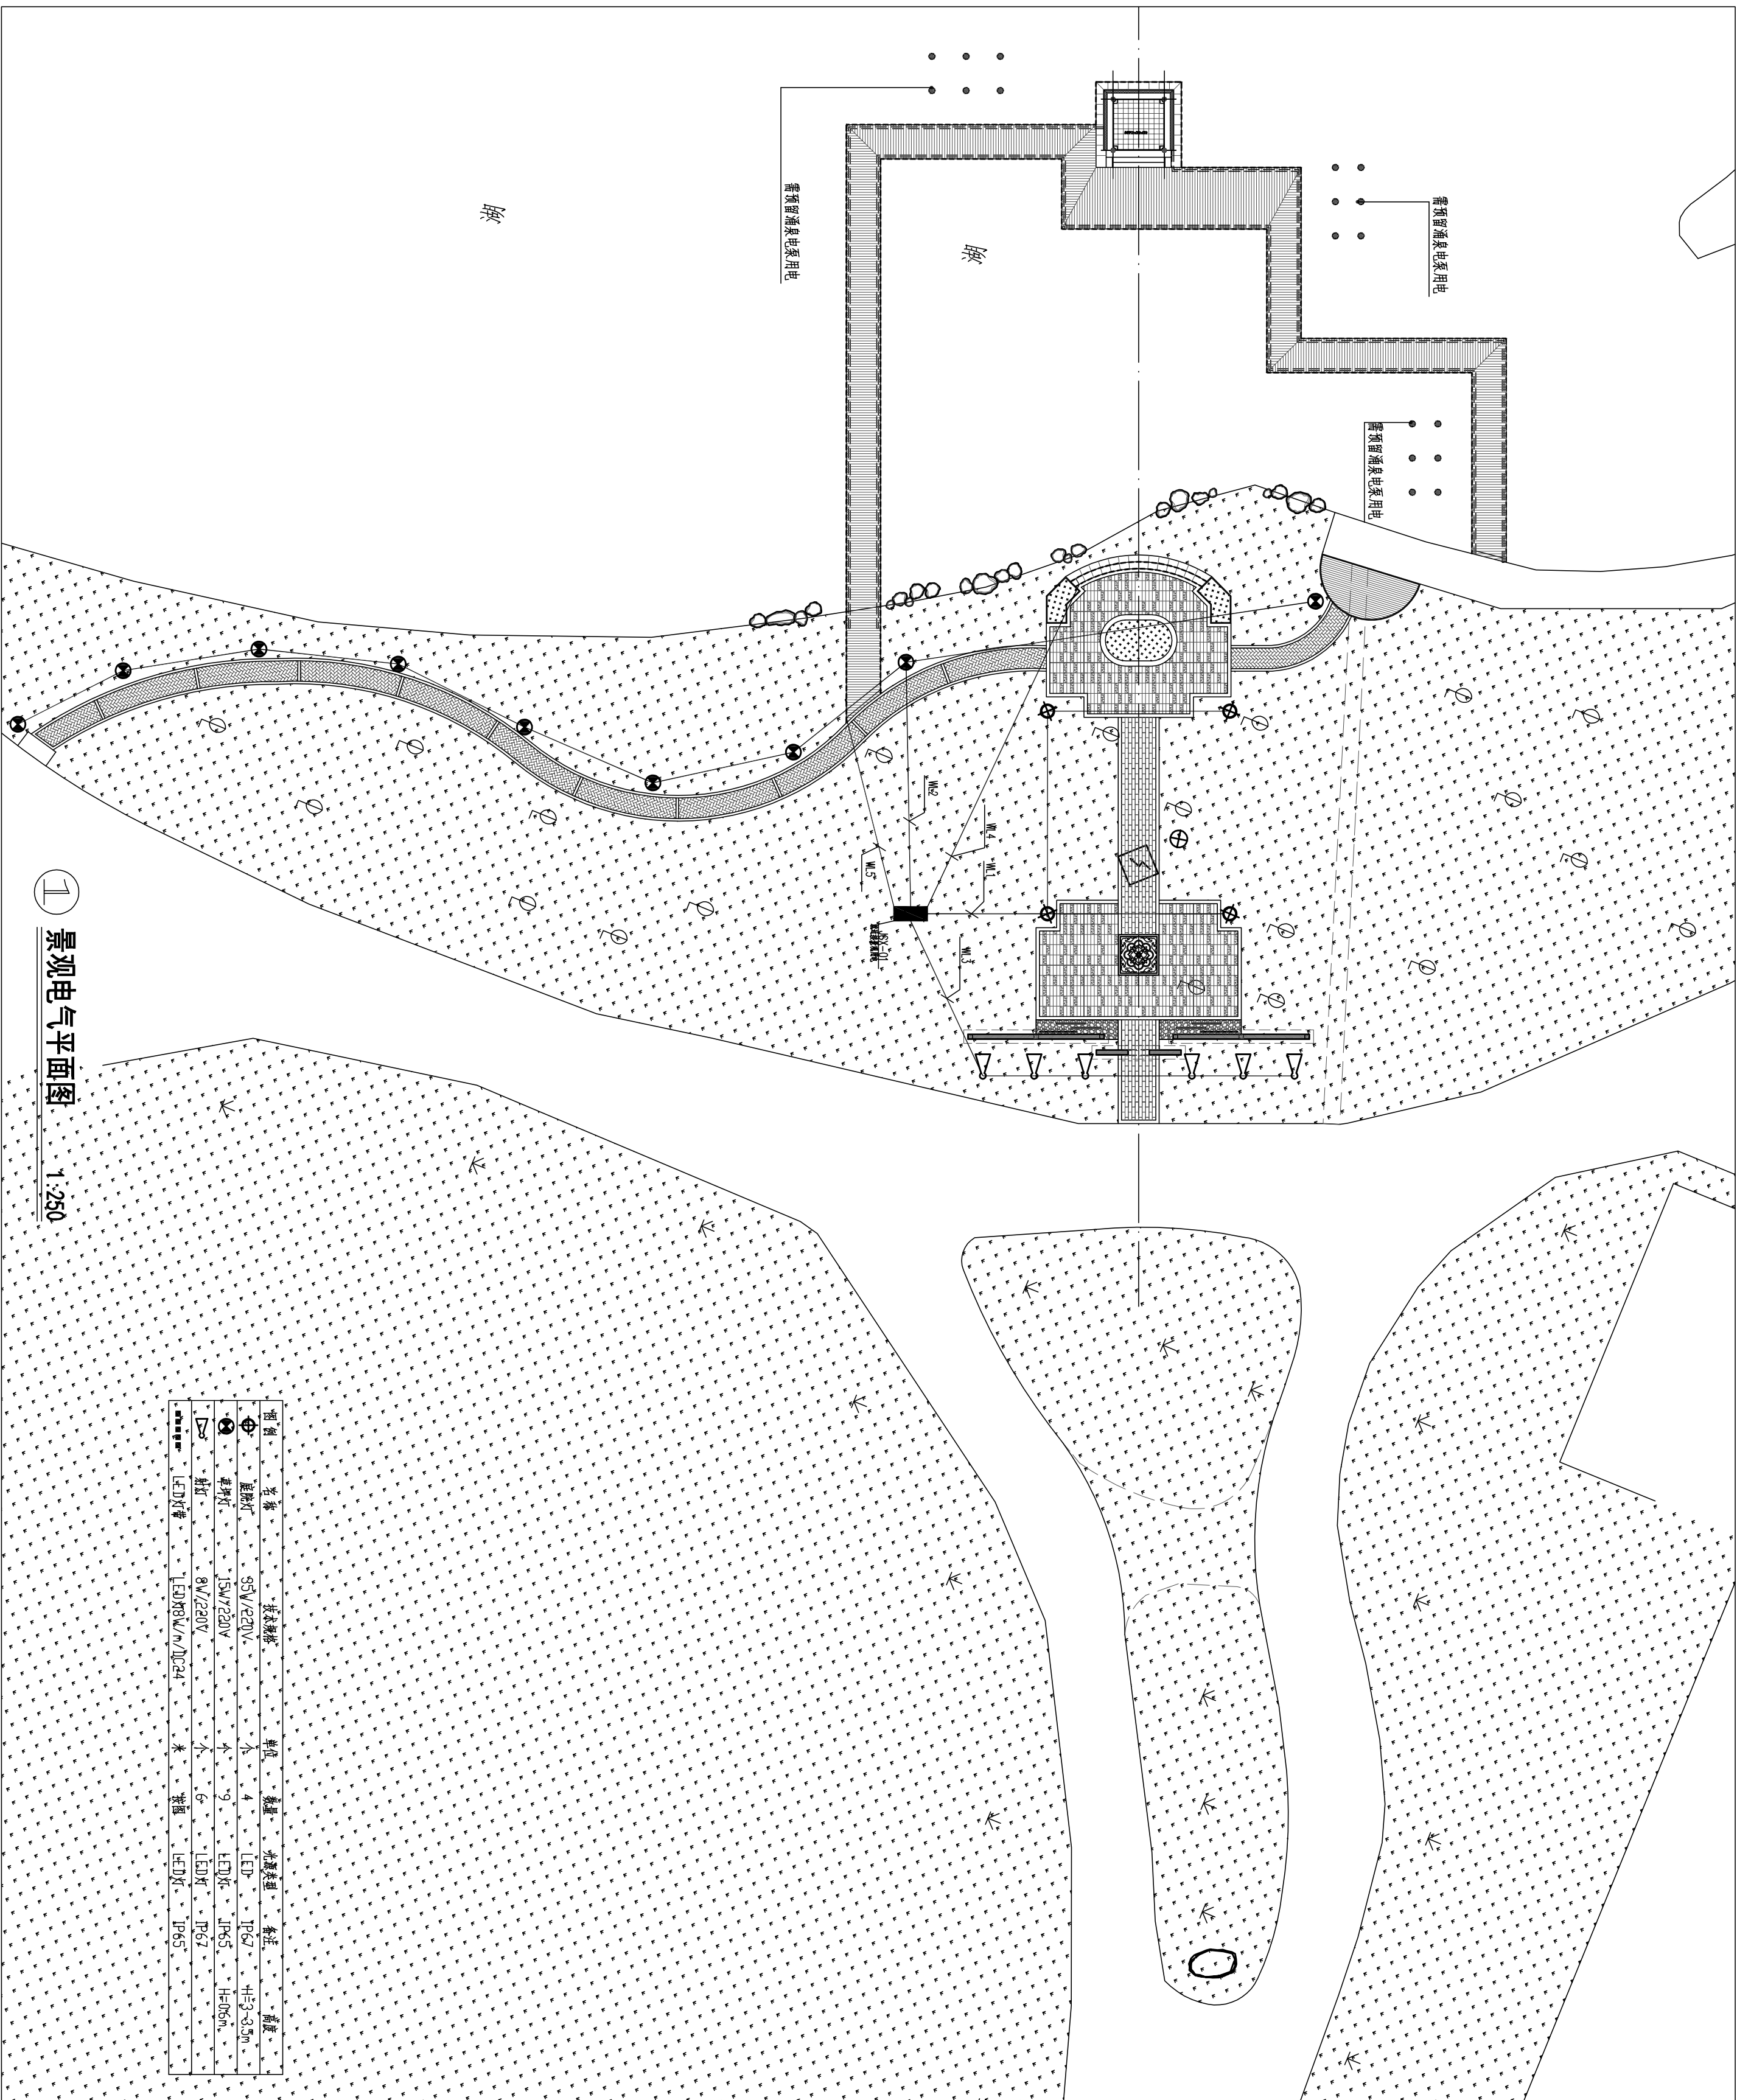 需预留涌泉电泵用电
需预留涌泉电泵用电
需预留涌泉电泵用电
湖
湖
WL2
WL4
WL1
WL5
WL3
JSX-01
1
景观电气平面图 1:250
图例 名称 技术规格 单位 数量 光源类型 备注 高度
庭院灯 95W/220V 个 4 LED IP67 H=3-3.5m
草坪灯 15W/220V 个 9 LED灯 IP65 H=0.6m
射灯 8W/220V 个 6 LED灯 IP67
LED灯带 LED灯8W/m/DC24 米 按图 LED灯 IP65